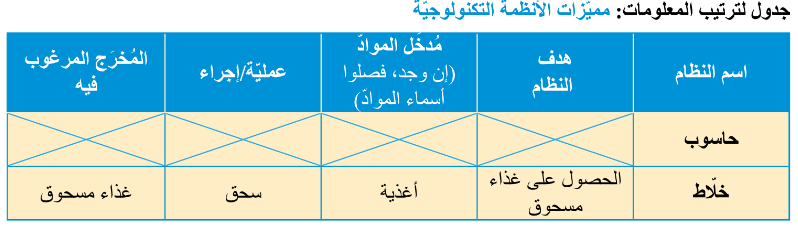 جدول لترتيب المعلومات: مميّزات الأنظمة التكنولوجيّة
اسم النظام
هدف
النظام
مُدخَل الموادّ
(إن وجد، فصلوا
أسماء الموادّ)
عمليّة/إجراء
المُخرَج المرغوب
فيه
حاسوب
خلّاط
الحصول على غذاء
مسحوق
أغذية
سحق
غذاء مسحوق